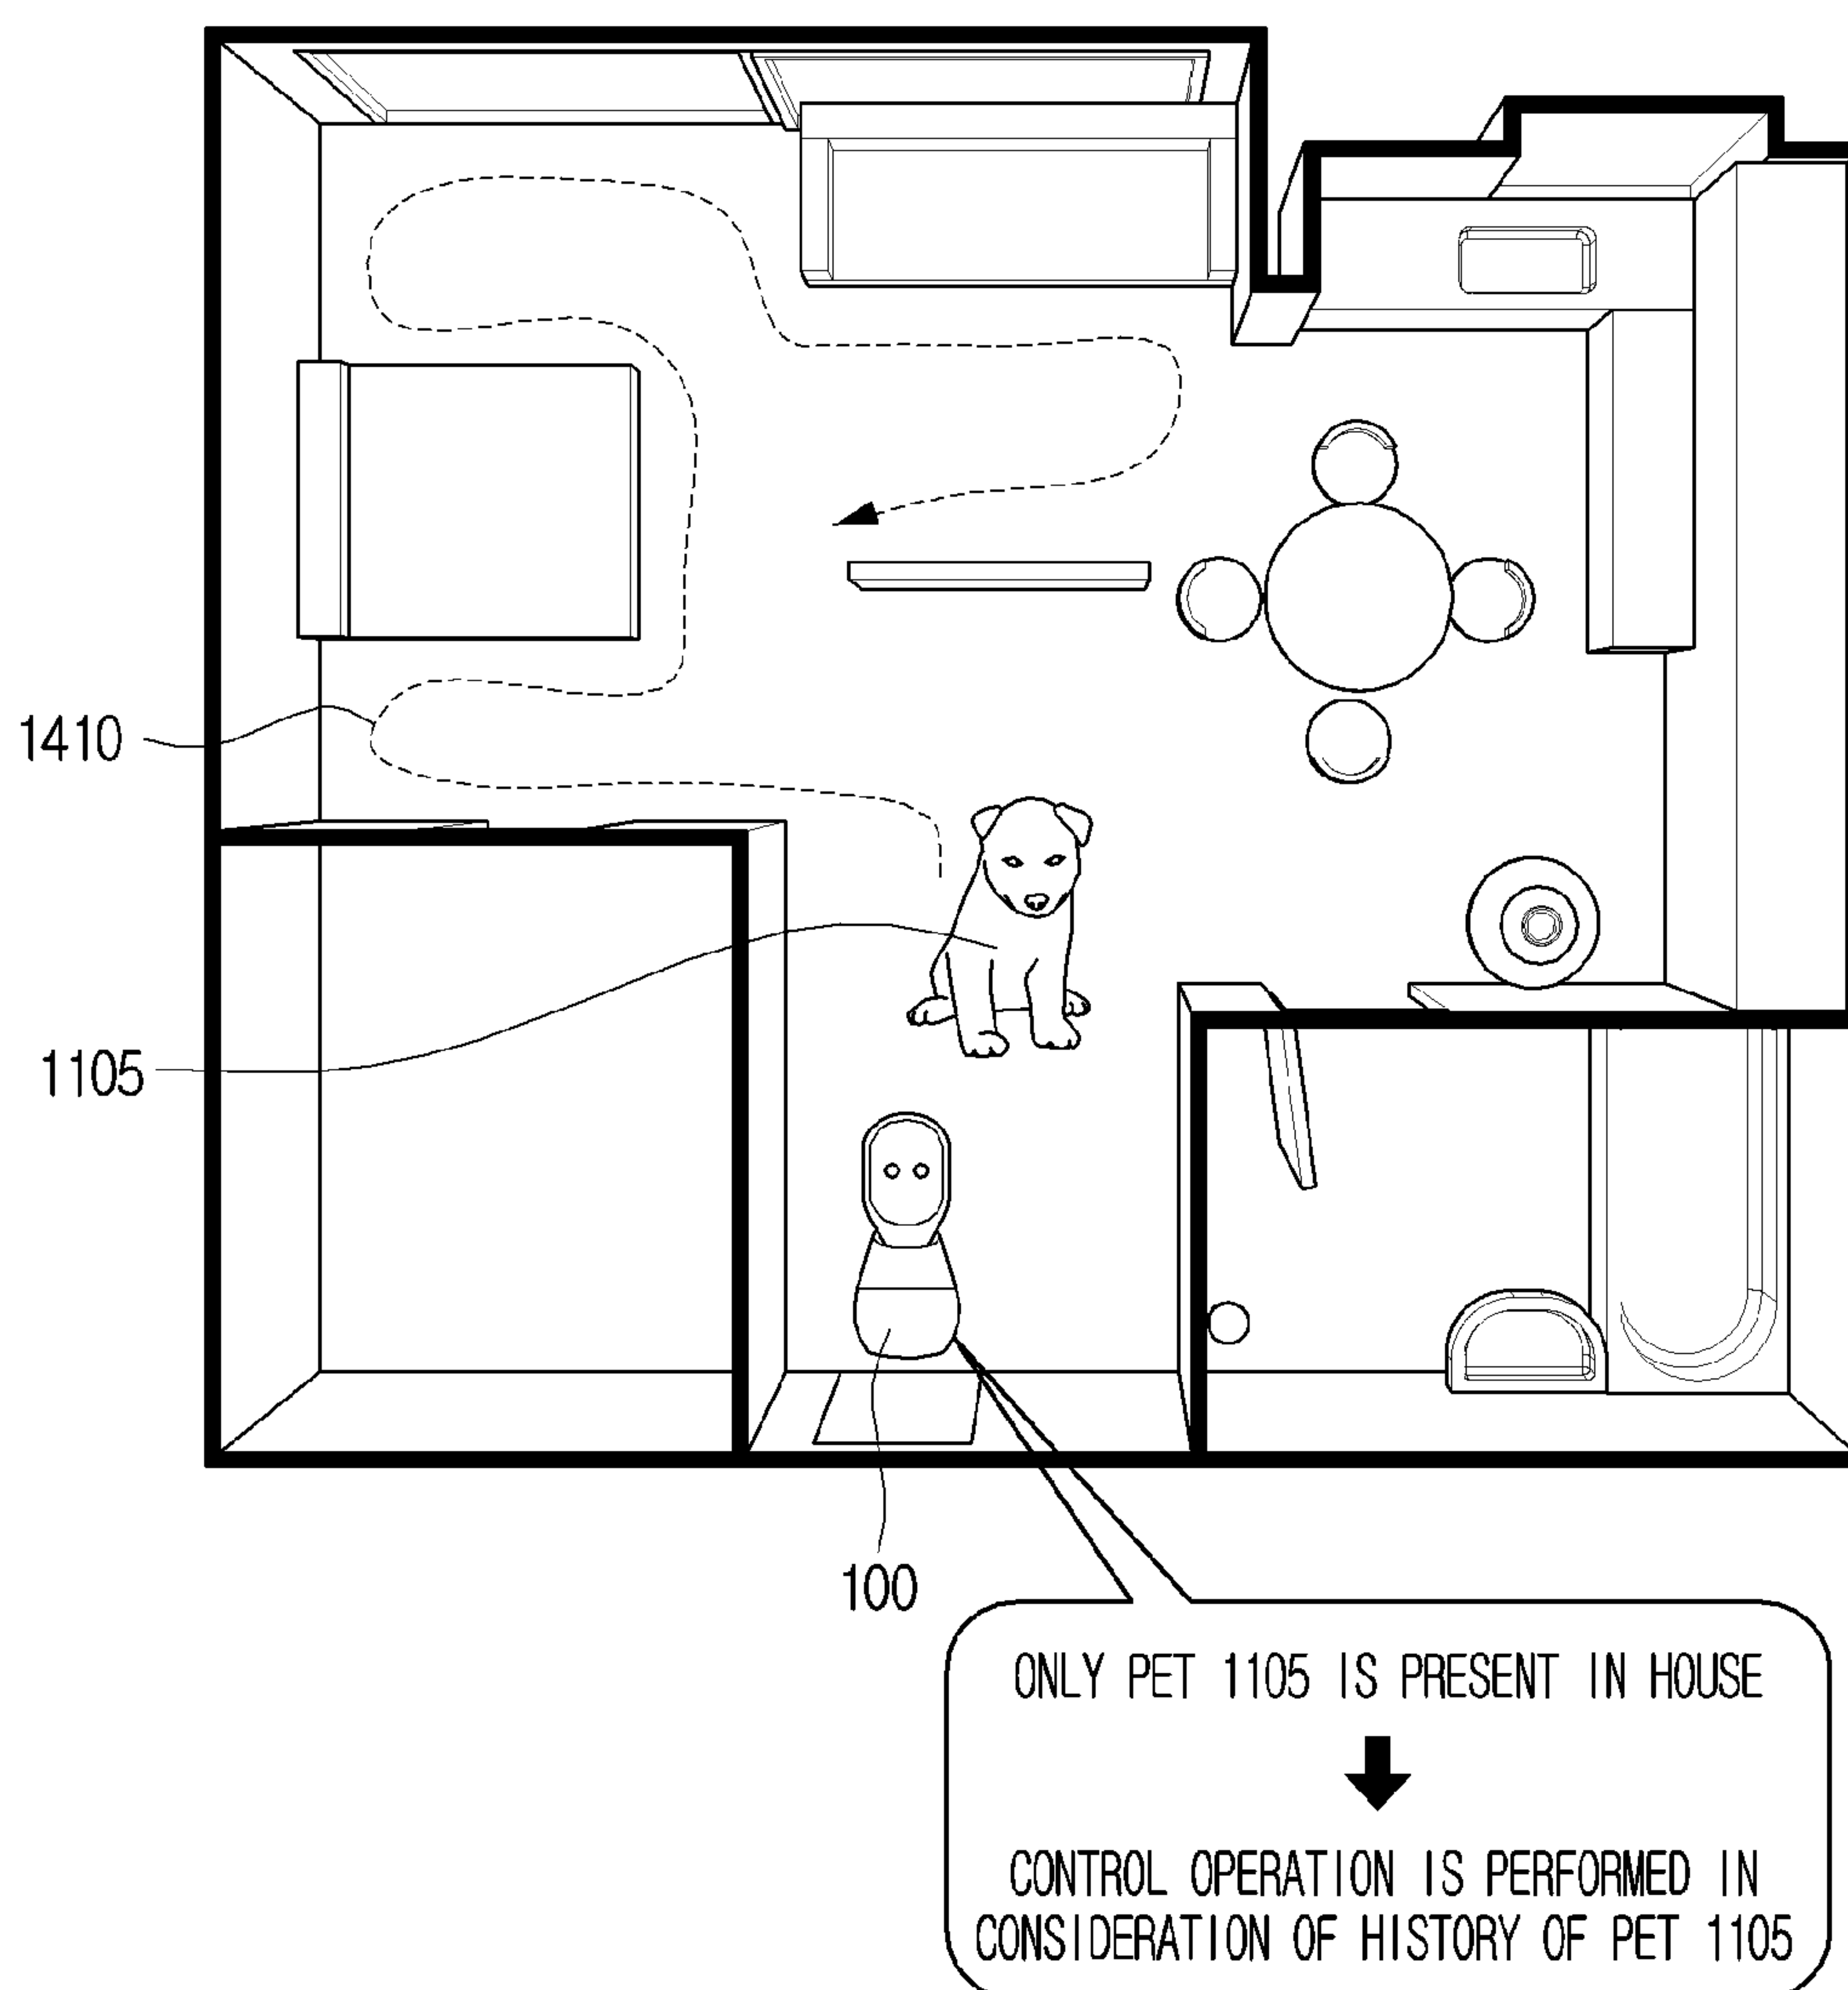 1410
1105
100
ONLY PET 1105 IS PRESENT IN HOUSE
CONTROL OPERATION IS PERFORMED IN
CONSIDERATION OF HISTORY OF PET 1105